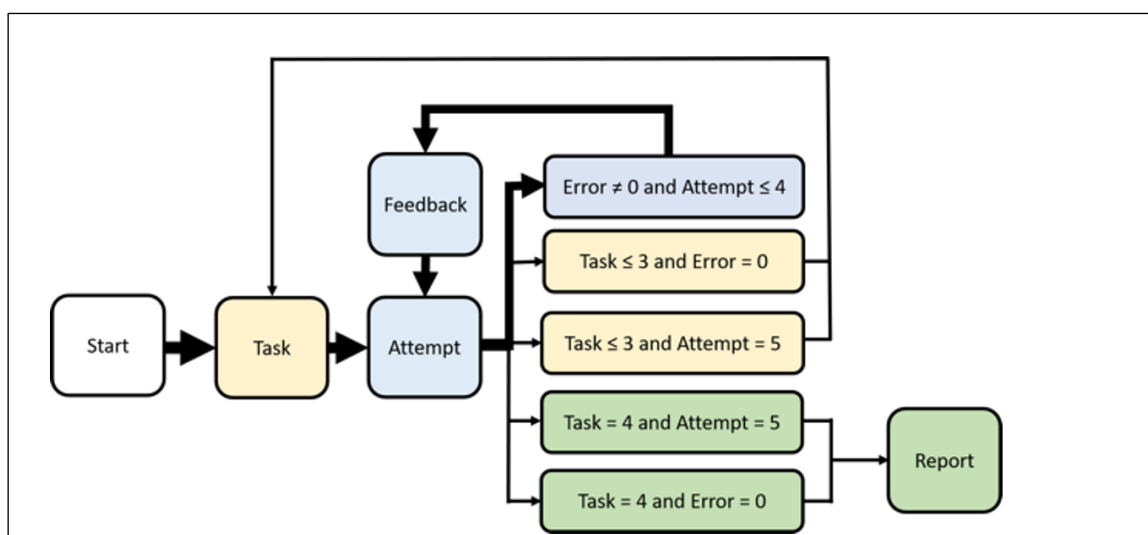 Feedback
Error ≠ 0 and Attempt ≤ 4
Task ≤ 3 and Error = 0
Start
Task
Attempt
Task ≤ 3 and Attempt = 5
Task = 4 and Attempt = 5
Report
Task = 4 and Error = 0